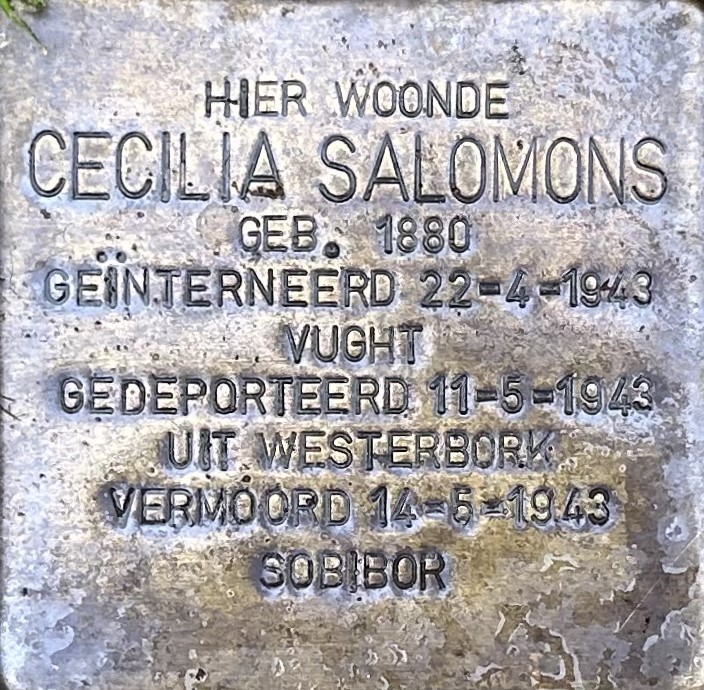 HIER WOONDE
CECILIA SALOMONS
GEB. 1880
GEÏNTERNEERD 22-4-1943
VUGHT
GEDEPORTEERD 11-5-1943
UIT WESTERBORK
VERMOORD 14-5-1943
SOBIBOR